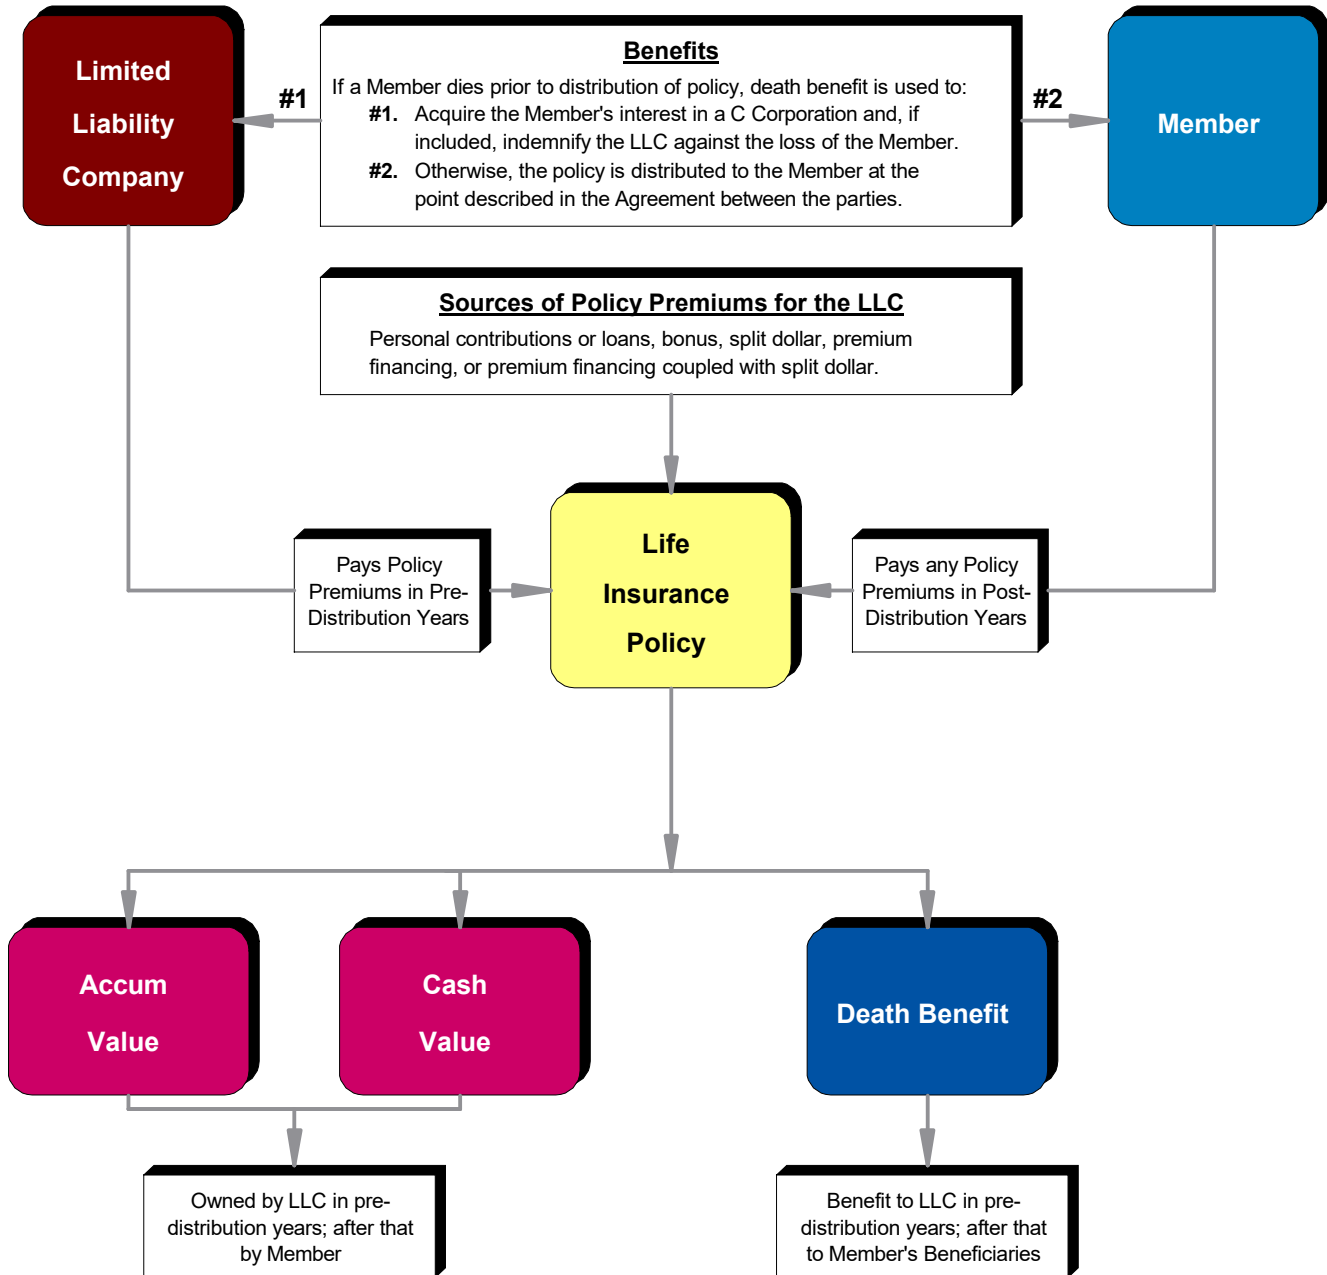 Limited
Liability
Company
#1
Benefits
If a Member dies prior to distribution of policy, death benefit is used to:
#1. Acquire the Member's interest in a C Corporation and, if
included, indemnify the LLC against the loss of the Member.
#2. Otherwise, the policy is distributed to the Member at the
point described in the Agreement between the parties.
#2
Member
Sources of Policy Premiums for the LLC
Personal contributions or loans, bonus, split dollar, premium
financing, or premium financing coupled with split dollar.
Pays Policy
Premiums in Pre-
Distribution Years
Life
Insurance
Policy
Pays any Policy
Premiums in Post-
Distribution Years
Accum
Value
Cash
Value
Death Benefit
Owned by LLC in pre-
distribution years; after that
by Member
Benefit to LLC in pre-
distribution years; after that
to Member's Beneficiaries